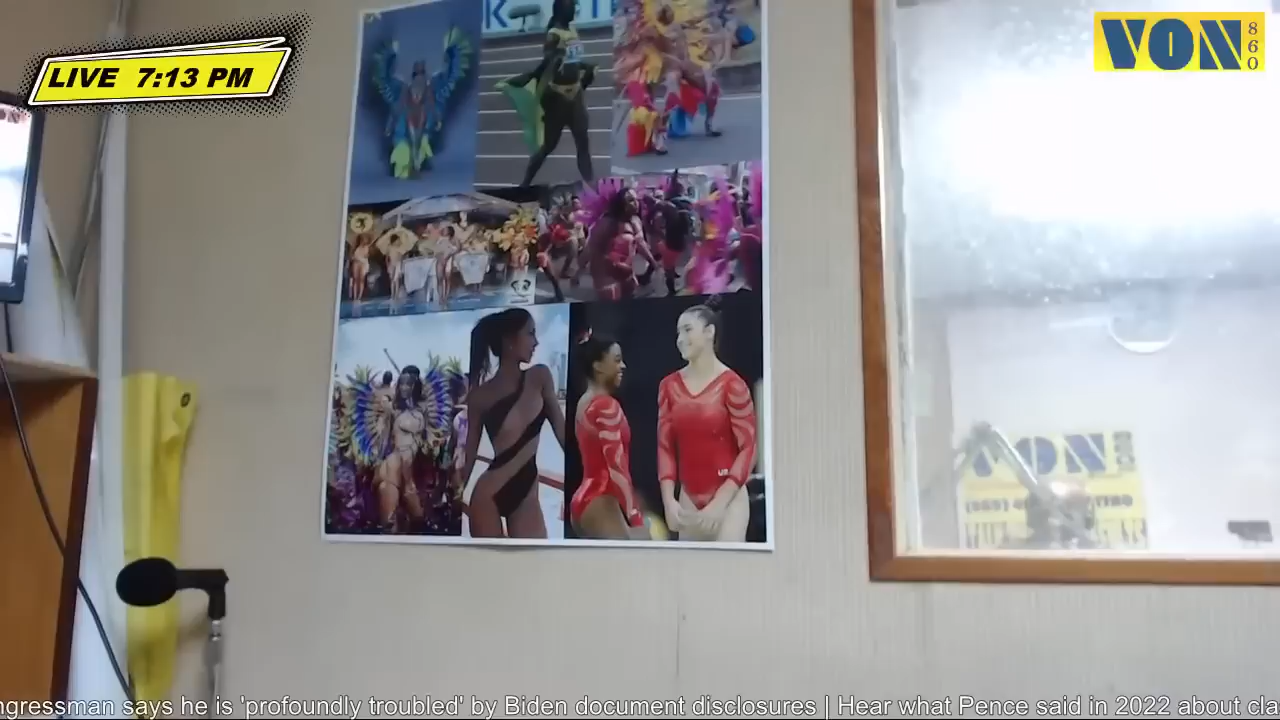 LIVE 7:13 PM
VON
860
VON
ngressman says he is 'profoundly troubled' by Biden document disclosures | Hear what Pence said in 2022 about cla